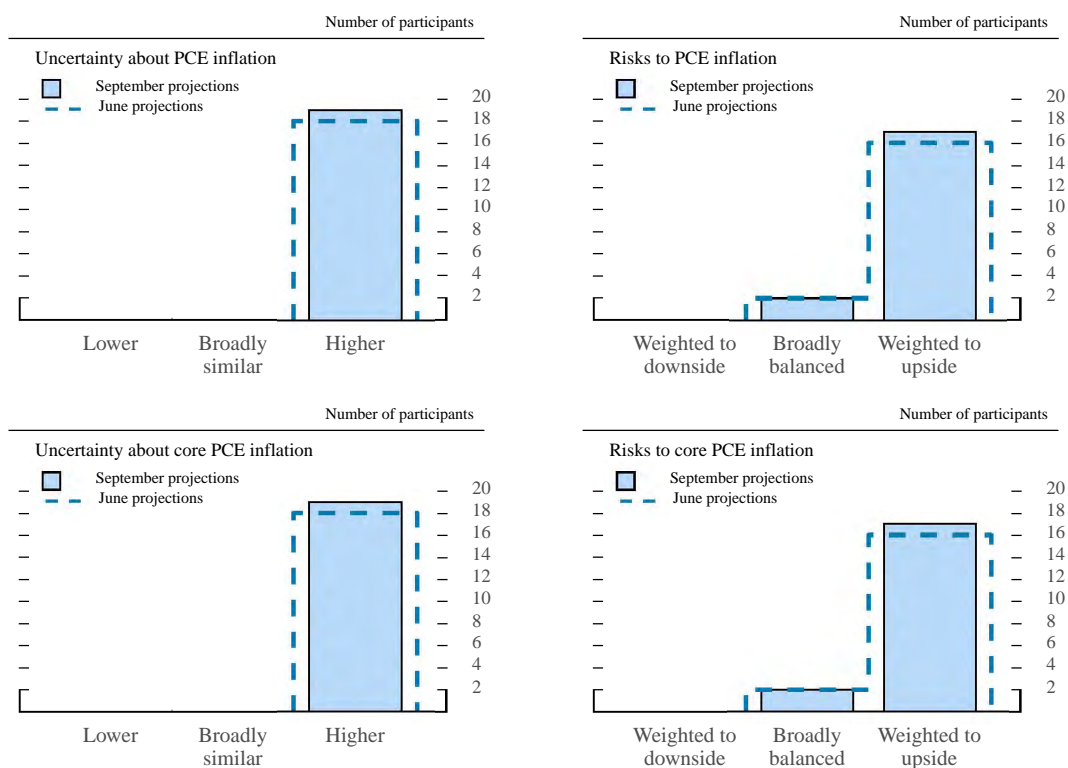 Number of participants
Uncertainty about PCE inflation
September projections
June projections
20
18
16
14
12
10
8
6
4
2
Lower
Broadly similar
Higher
Number of participants
Risks to PCE inflation
September projections
June projections
20
18
16
14
12
10
8
6
4
2
Weighted to downside
Broadly balanced
Weighted to upside
Number of participants
Uncertainty about core PCE inflation
September projections
June projections
20
18
16
14
12
10
8
6
4
2
Lower
Broadly similar
Higher
Number of participants
Risks to core PCE inflation
September projections
June projections
20
18
16
14
12
10
8
6
4
2
Weighted to downside
Broadly balanced
Weighted to upside